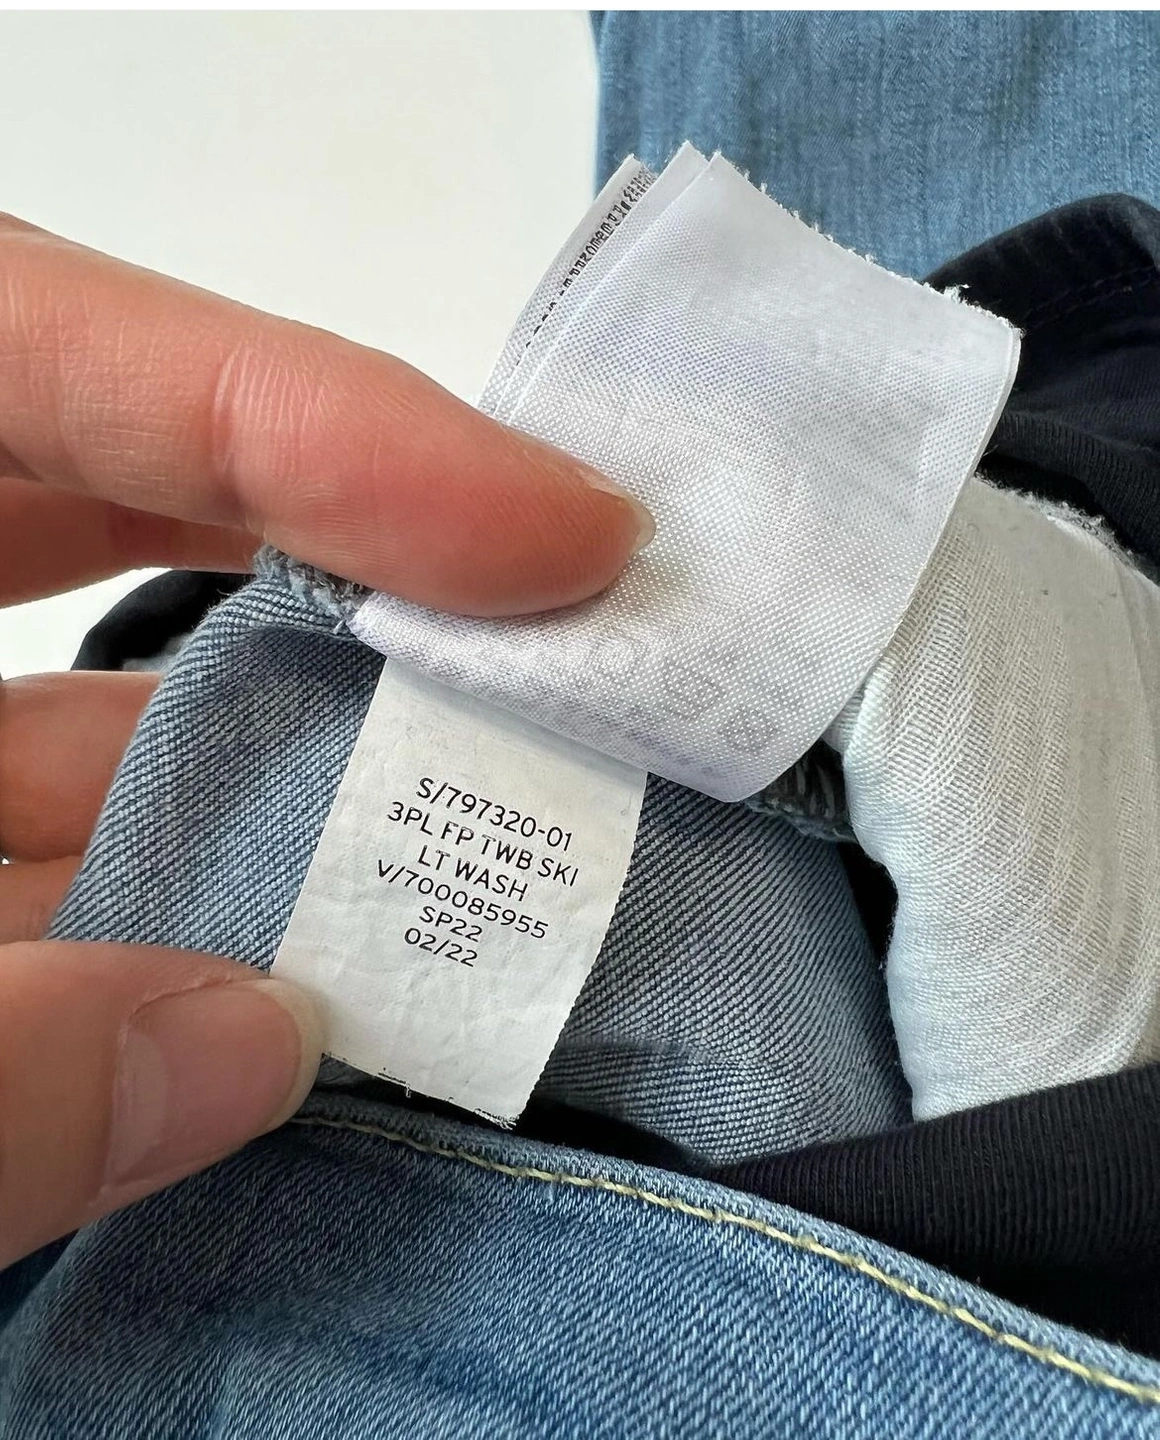 S/797320-01
3PL FP TWB SKI
LT WASH
V/700085955
SP22
02/22